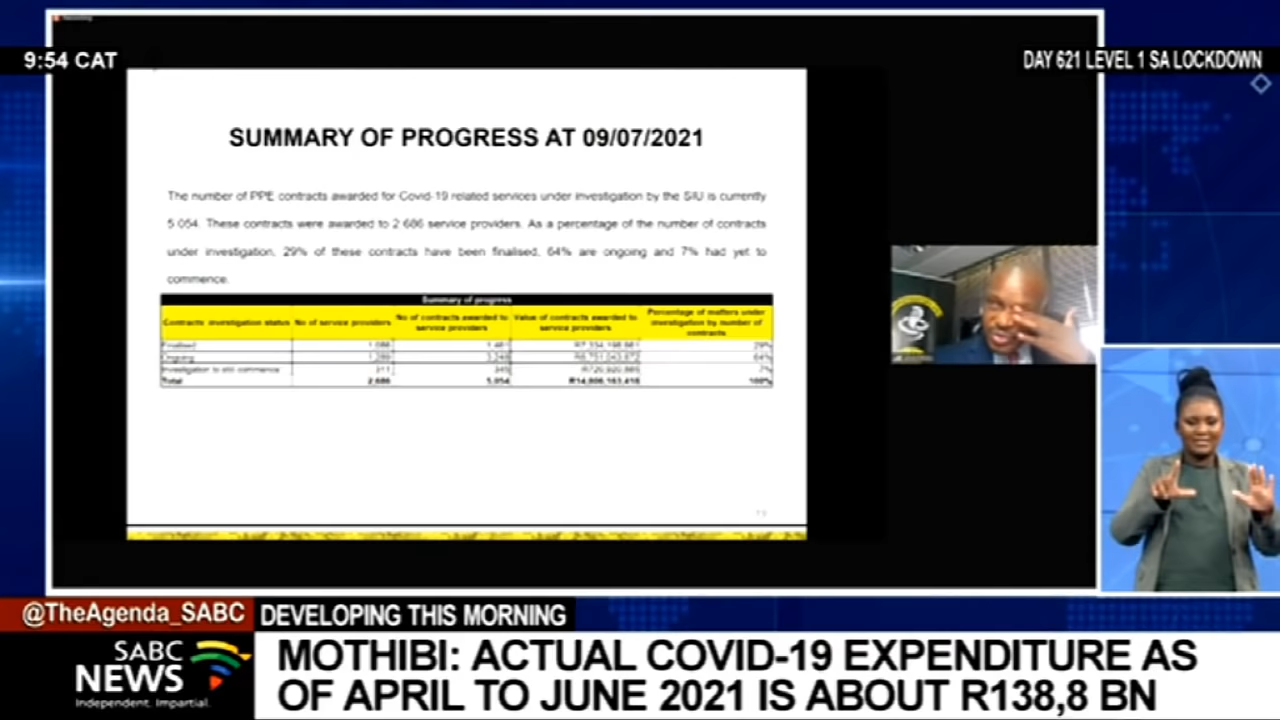 9:54 CAT
DAY 621 LEVEL 1 SA LOCKDOWN
SUMMARY OF PROGRESS AT 09/07/2021
The number of PPE contracts awarded for Covid-19 related services under investigation by the SIU is currently
5 054. These contracts were awarded to 2 686 service providers. As a percentage of the number of contracts
under investigation, 29% of these contracts have been finalised, 64% are ongoing and 7% had yet to
commence.
Summary of progress
Contracts investigation status No of service providers No of contracts awarded to service providers Value of contracts awarded to service providers Percentage of matters under investigation by number of contracts
Finalised 29%
Ongoing 64%
Investigation to still commence 7%
Total 2,686 5,054 100%
@TheAgenda_SABC DEVELOPING THIS MORNING
SABC
NEWS
Independent. Impartial.
MOTHIBI: ACTUAL COVID-19 EXPENDITURE AS
OF APRIL TO JUNE 2021 IS ABOUT R138,8 BN